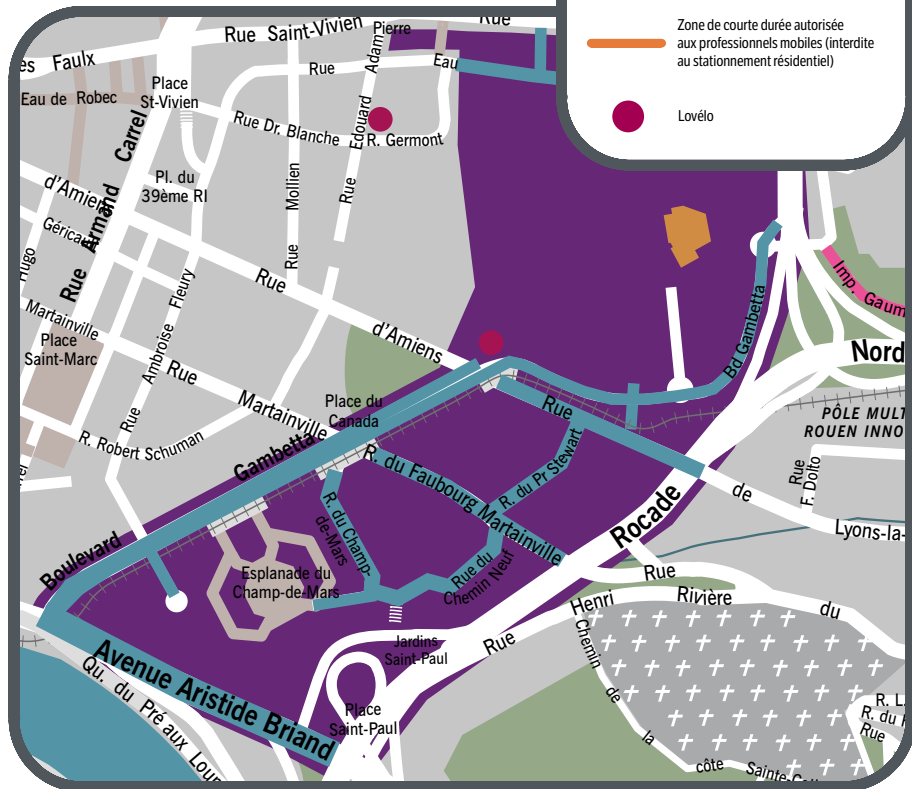 Zone de courte durée autorisée
aux professionnels mobiles (interdite
au stationnement résidentiel)
Lovélo
Rue Saint-Vivien
Pierre
Rue
es Faulx
Rue
Adam
Eau
Place
St-Vivien
Eau de Robec
Rue Dr. Blanche
R. Germont
Rue Edouard
Rue Armand Carrel
Pl. du
39ème RI
Rue Mollien
d'Amiens
Hugo
Rue d'Amiens
Imp. Gaum
Rue Ambroise Fleury
Martainville
Place
Saint-Marc
Rue Martainville
Bd Gambetta
Nord
Place du
Canada
PÔLE MULT
ROUEN INNO
R. Robert Schuman
Boulevard Gambetta
Rue de Lyons-la-
R. du Faubourg Martainville
R. du Pr Stewart
Rue
F. Dolto
R. du Champ-
de-Mars
Rocade
Rue du
Chemin Neuf
Esplanade du
Champ-de-Mars
Rue
Rue Henri Rivière du
Jardins
Saint-Paul
Avenue Aristide Briand
Qu. du Pré aux Loup
Place
Saint-Paul
Chemin de la côte
R. L.
R. du
Rue